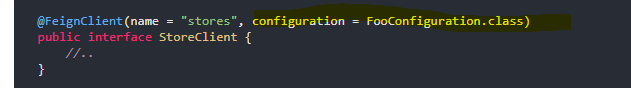 @FeignClient(name = "stores", configuration = FooConfiguration.class)
public interface StoreClient {
//..
}